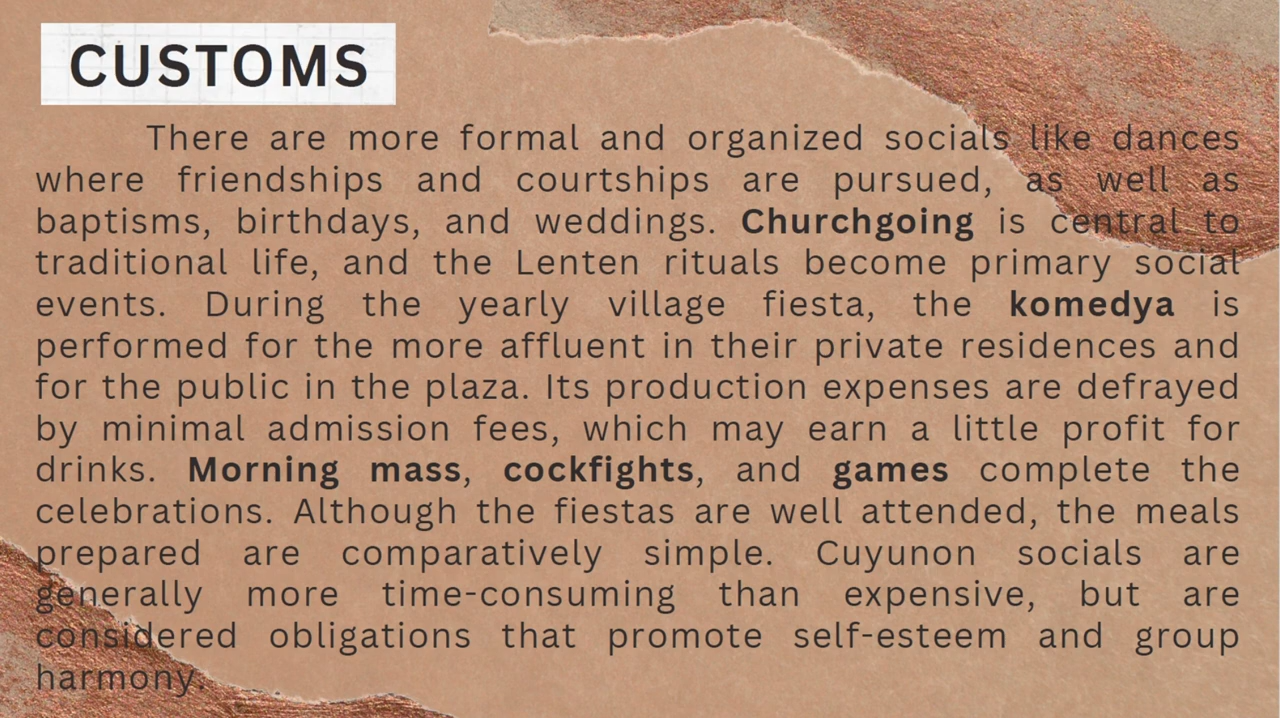 CUSTOMS
There are more formal and organized socials like dances
where friendships and courtships are pursued, as well as
baptisms, birthdays, and weddings. Churchgoing is central to
traditional life, and the Lenten rituals become primary social
events. During the yearly village fiesta, the komedya is
performed for the more affluent in their private residences and
for the public in the plaza. Its production expenses are defrayed
by minimal admission fees, which may earn a little profit for
drinks. Morning mass, cockfights, and games complete the
celebrations. Although the fiestas are well attended, the meals
prepared are comparatively simple. Cuyunon socials are
generally more time-consuming than expensive, but are
considered obligations that promote self-esteem and group
harmony.